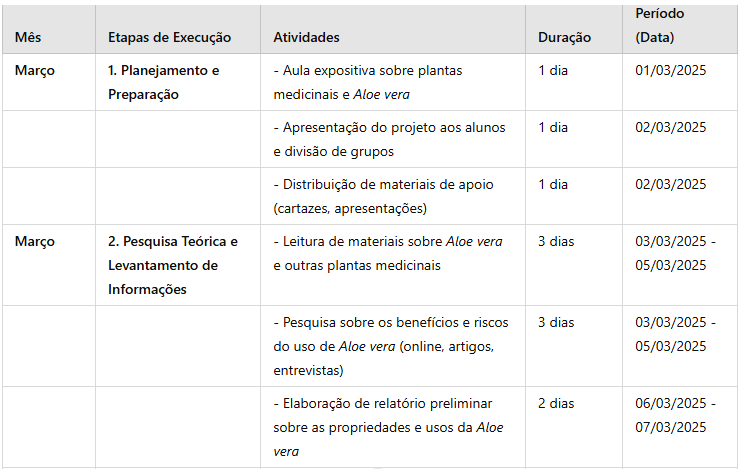 Mês Etapas de Execução Atividades Duração Período
(Data)
Março 1. Planejamento e - Aula expositiva sobre plantas 1 dia 01/03/2025
Preparação medicinais e Aloe vera
- Apresentação do projeto aos alunos 1 dia 02/03/2025
e divisão de grupos
- Distribuição de materiais de apoio 1 dia 02/03/2025
(cartazes, apresentações)
Março 2. Pesquisa Teórica e - Leitura de materiais sobre Aloe vera 3 dias 03/03/2025 -
Levantamento de e outras plantas medicinais 05/03/2025
Informações
- Pesquisa sobre os benefícios e riscos 3 dias 03/03/2025 -
do uso de Aloe vera (online, artigos, 05/03/2025
entrevistas)
- Elaboração de relatório preliminar 2 dias 06/03/2025 -
sobre as propriedades e usos da Aloe 07/03/2025
vera